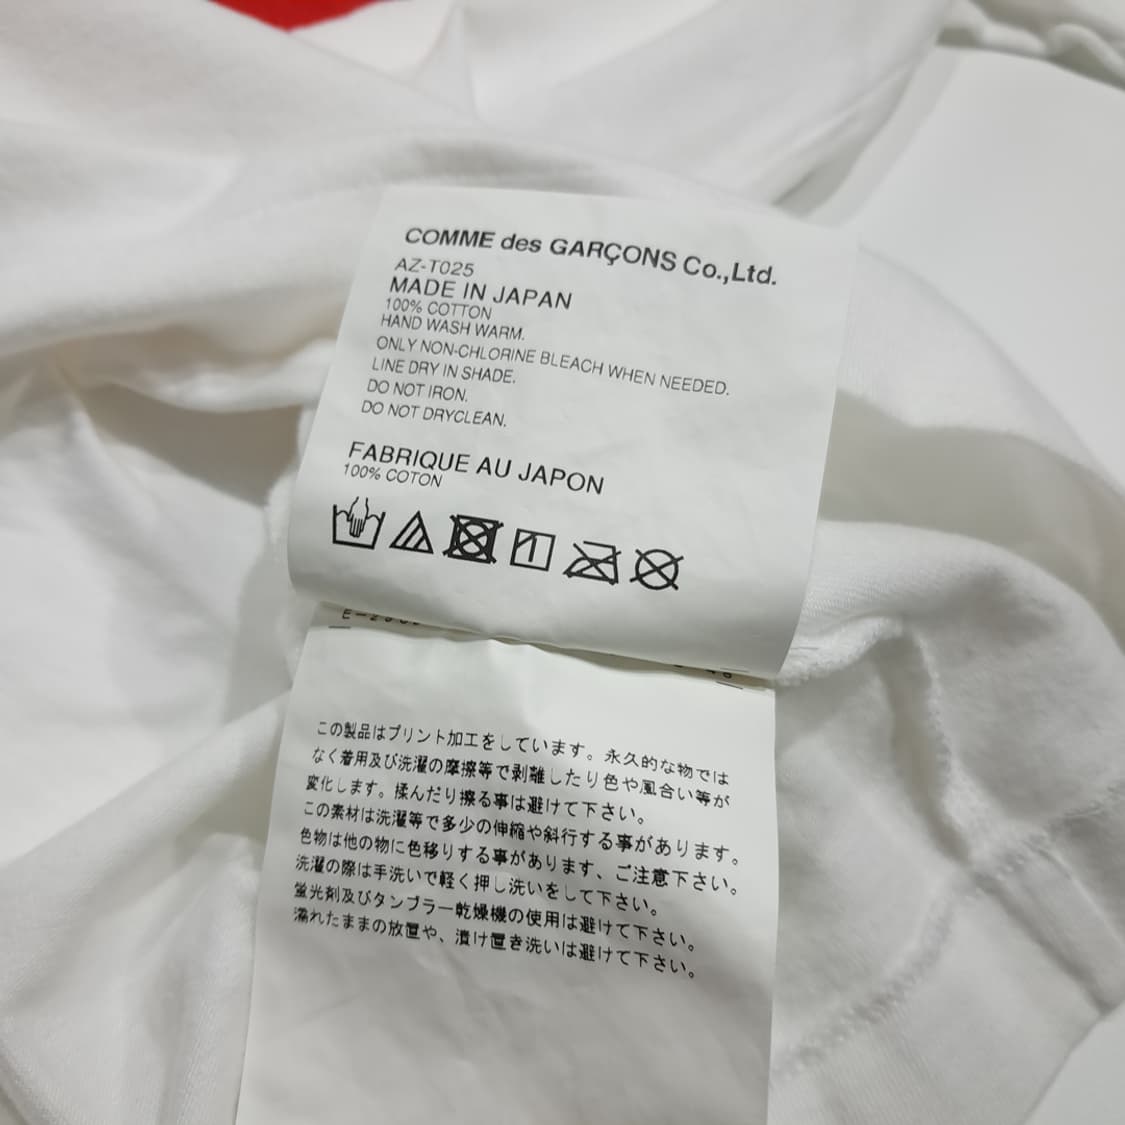 COMME des GARÇONS Co.,Ltd.
AZ-T025
MADE IN JAPAN
100% COTTON
HAND WASH WARM.
ONLY NON-CHLORINE BLEACH WHEN NEEDED.
LINE DRY IN SHADE.
DO NOT IRON.
DO NOT DRYCLEAN.
FABRIQUE AU JAPON
100% COTON
この製品はプリント加工をしています。永久的な物では
なく着用及び洗濯の摩擦等で剥離したり色や風合い等が
変化します。揉んだり擦る事は避けて下さい。
この素材は洗濯等で多少の伸縮や斜行する事があります。
色物は他の物に色移りする事があります、ご注意下さい。
洗濯の際は手洗いで軽く押し洗いをして下さい。
蛍光剤及びタンブラー乾燥機の使用は避けて下さい。
濡れたままの放置や、漬け置き洗いは避けて下さい。